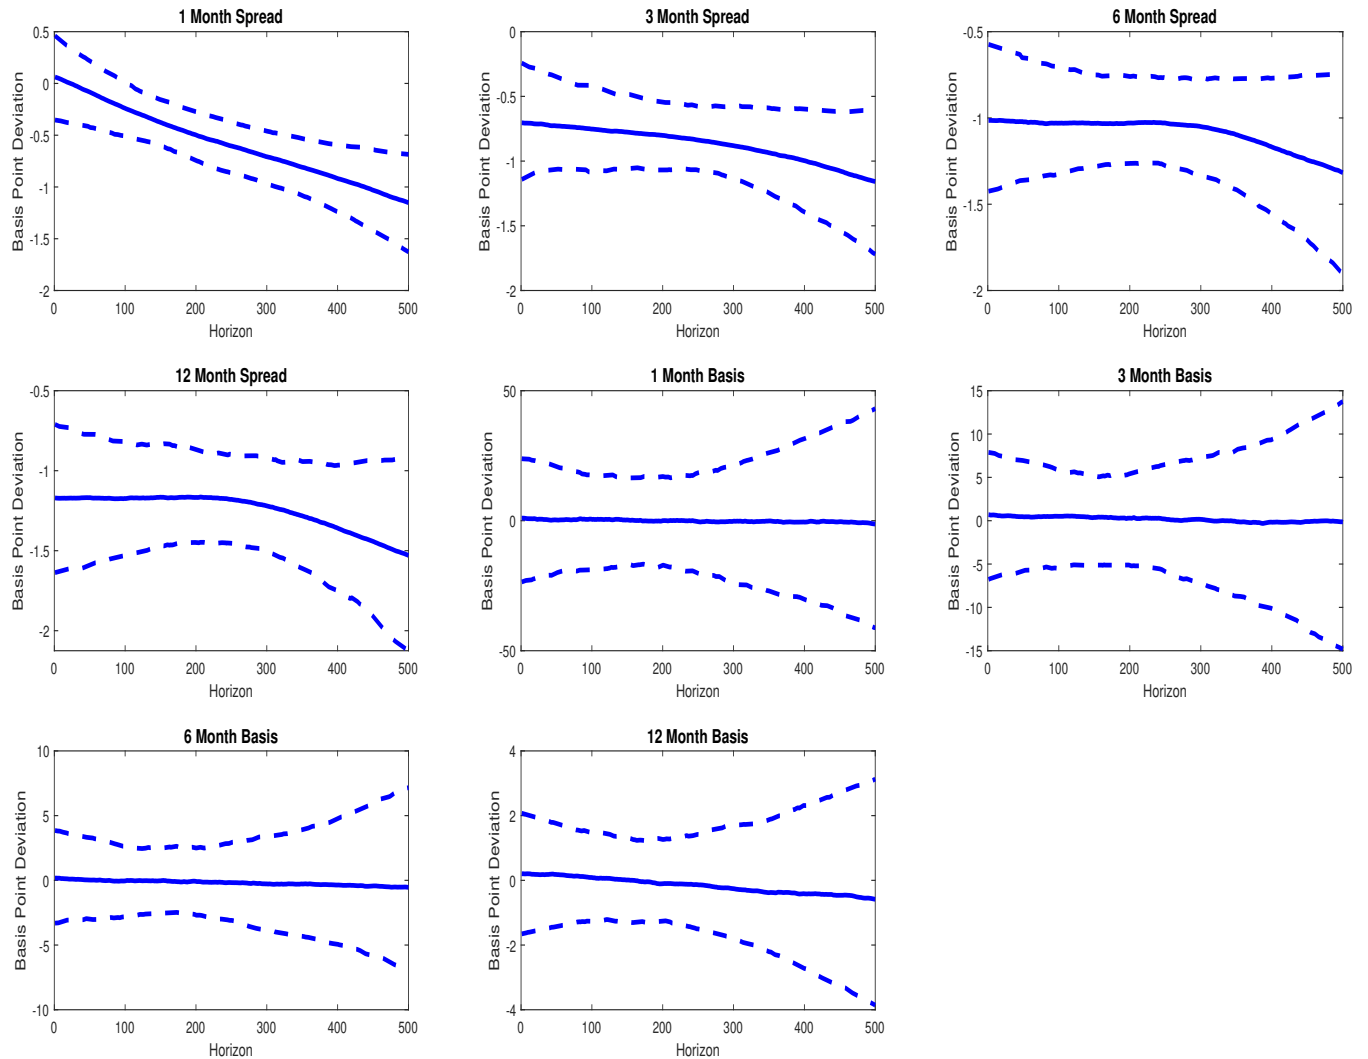 1 Month Spread
Basis Point Deviation
0.5
0
-0.5
-1
-1.5
-2
0 100 200 300 400 500
Horizon
3 Month Spread
Basis Point Deviation
0
-0.5
-1
-1.5
-2
0 100 200 300 400 500
Horizon
6 Month Spread
Basis Point Deviation
-0.5
-1
-1.5
-2
0 100 200 300 400 500
Horizon
12 Month Spread
Basis Point Deviation
-0.5
-1
-1.5
-2
0 100 200 300 400 500
Horizon
1 Month Basis
Basis Point Deviation
50
0
-50
0 100 200 300 400 500
Horizon
3 Month Basis
Basis Point Deviation
15
10
5
0
-5
-10
-15
0 100 200 300 400 500
Horizon
6 Month Basis
Basis Point Deviation
10
5
0
-5
-10
0 100 200 300 400 500
Horizon
12 Month Basis
Basis Point Deviation
4
2
0
-2
-4
0 100 200 300 400 500
Horizon